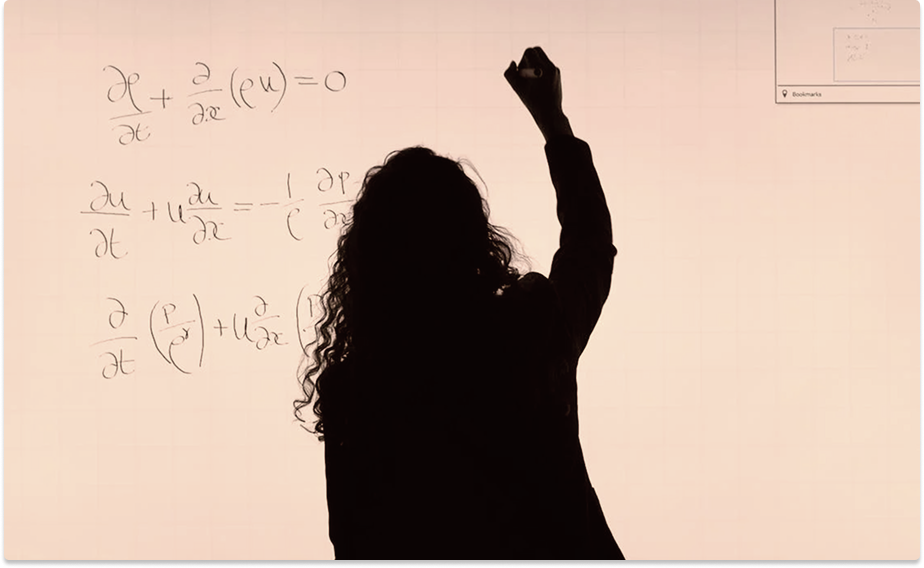 ∂ρ/∂t + ∂/∂x (ρu) = 0
∂u/∂t + u ∂u/∂x = - 1/ρ ∂p/∂x
∂/∂t (p/ρ^γ) + u ∂/∂x (p
Bookmarks